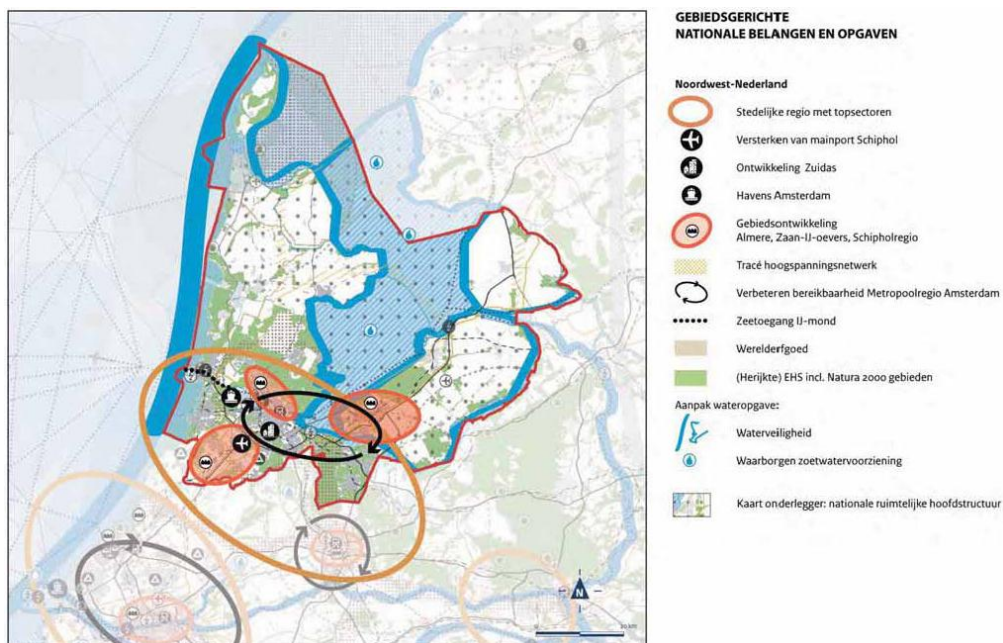 GEBIEDSGERICHTE
NATIONALE BELANGEN EN OPGAVEN
Noordwest-Nederland
Stedelijke regio met topsectoren
Versterken van mainport Schiphol
Ontwikkeling Zuidas
Havens Amsterdam
Gebiedsontwikkeling
Almere, Zaan-IJ-oevers, Schipholregio
Tracé hoogspanningsnetwerk
Verbeteren bereikbaarheid Metropoolregio Amsterdam
Zeetoegang IJ-mond
Werelderfgoed
(Herijkte) EHS incl. Natura 2000 gebieden
Aanpak wateropgave:
Waterveiligheid
Waarborgen zoetwatervoorziening
Kaart onderlegger: nationale ruimtelijke hoofdstructuur
N